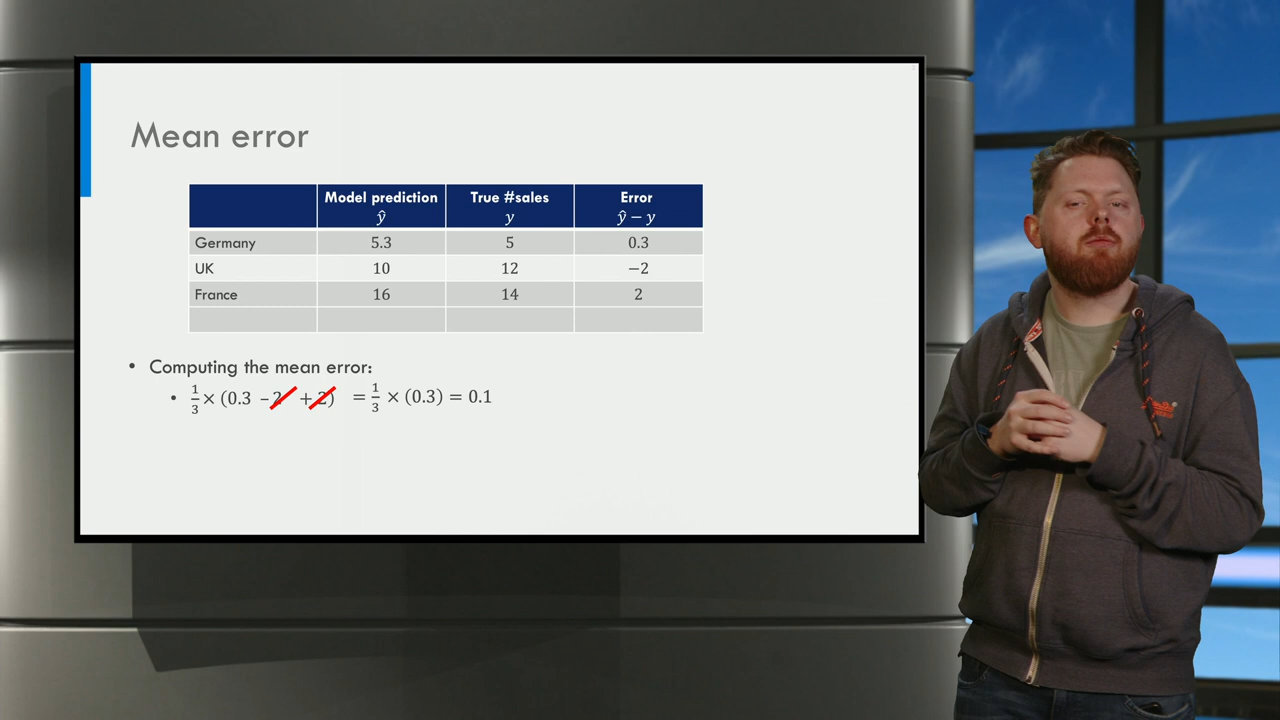 Mean error
Model prediction True #sales Error
ŷ y ŷ − y
Germany 5.3 5 0.3
UK 10 12 −2
France 16 14 2
• Computing the mean error:
• 1/3 × (0.3 −2 +2) = 1/3 × (0.3) = 0.1